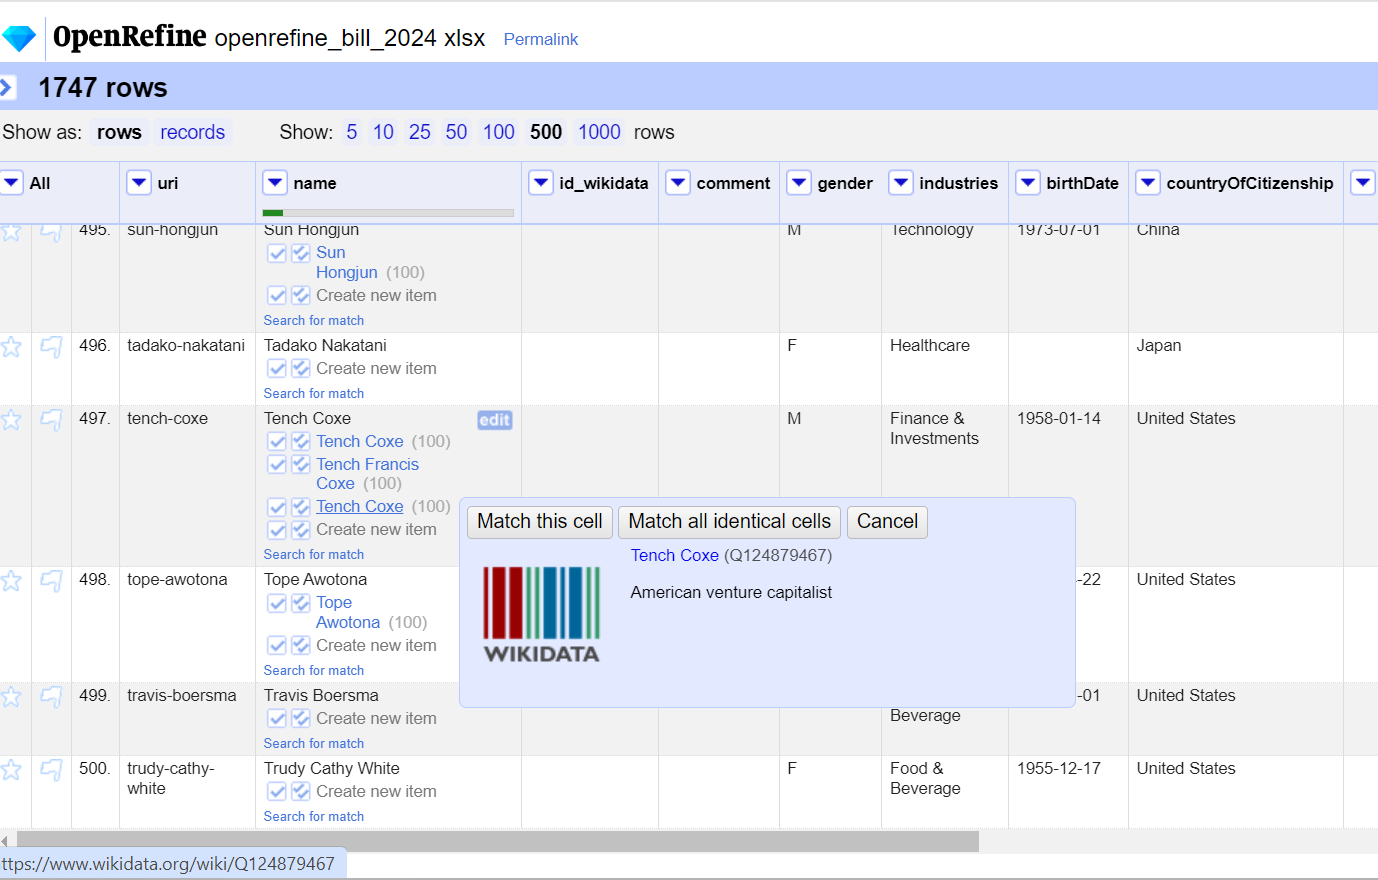 OpenRefine openrefine_bill_2024 xlsx Permalink
1747 rows
Show as: rows records Show: 5 10 25 50 100 500 1000 rows
All uri name id_wikidata comment gender industries birthDate countryOfCitizenship
495. sun-hongjun Sun Hongjun M Technology 1973-07-01 China
Sun
Hongjun (100)
Create new item
Search for match
496. tadako-nakatani Tadako Nakatani F Healthcare Japan
Create new item
Search for match
497. tench-coxe Tench Coxe edit M Finance & 1958-01-14 United States
Investments
Tench Coxe (100)
Tench Francis
Coxe (100)
Tench Coxe (100)
Create new item
Search for match
Match this cell Match all identical cells Cancel
Tench Coxe (Q124879467)
American venture capitalist
WIKIDATA
498. tope-awotona Tope Awotona -22 United States
Tope
Awotona (100)
Create new item
Search for match
499. travis-boersma Travis Boersma -01 United States
Beverage
Create new item
Search for match
500. trudy-cathy- Trudy Cathy White F Food & 1955-12-17 United States
white Beverage
Create new item
Search for match
ttps://www.wikidata.org/wiki/Q124879467